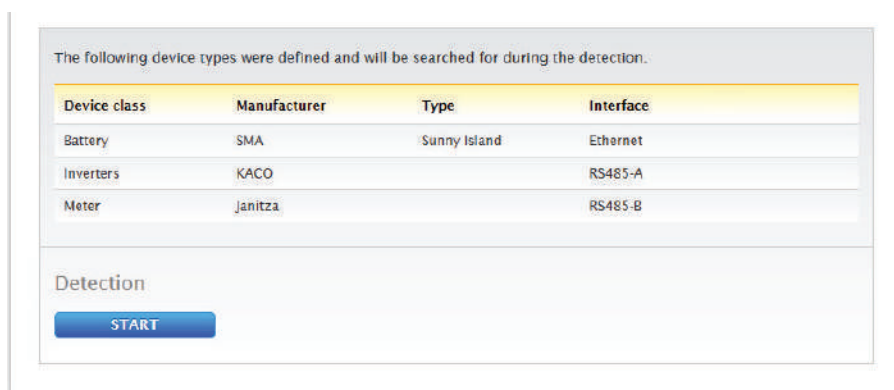 The following device types were defined and will be searched for during the detection.
Device class Manufacturer Type Interface
Battery SMA Sunny Island Ethernet
Inverters KACO RS485-A
Meter Janitza RS485-B
Detection
START